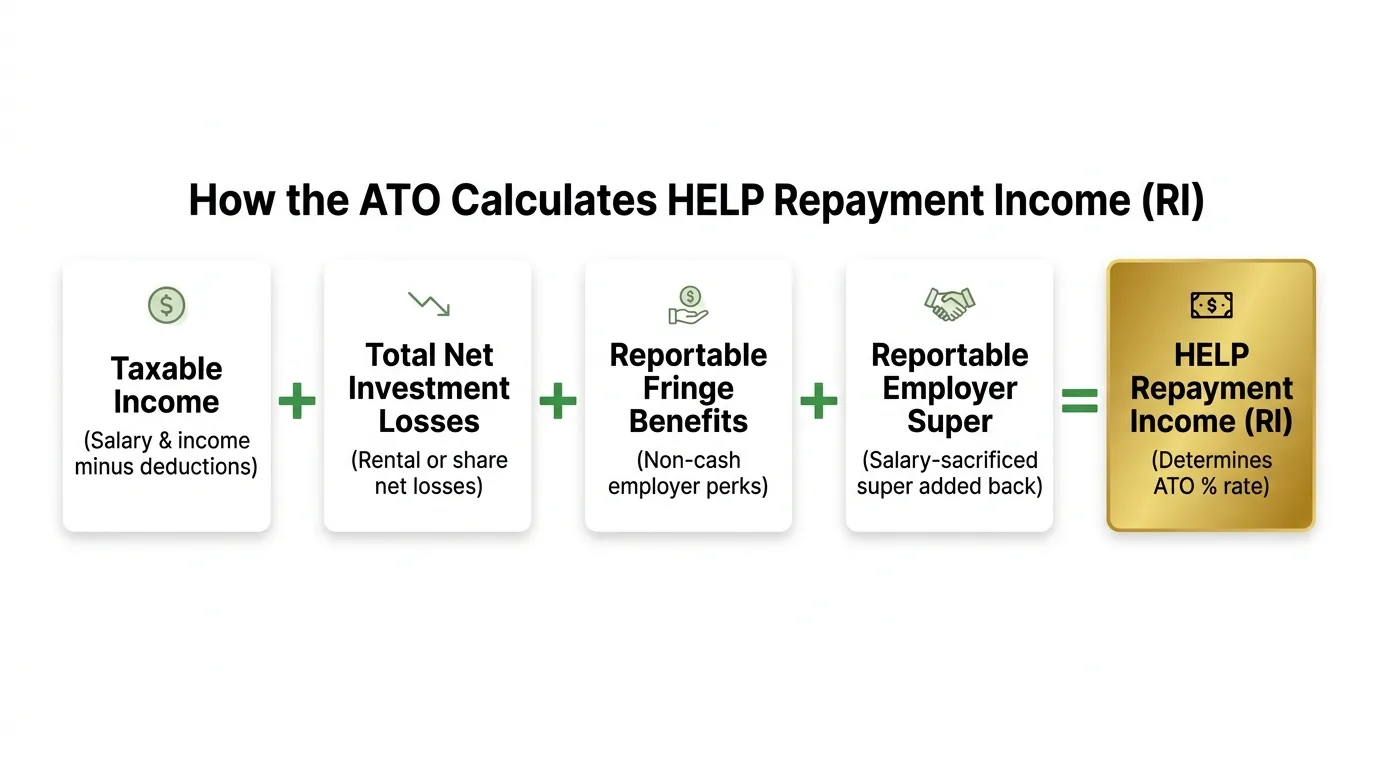 How the ATO Calculates HELP Repayment Income (RI)
$
Taxable
Income
(Salary & income
minus deductions)
+
Total Net
Investment
Losses
(Rental or share
net losses)
+
$
Reportable
Fringe
Benefits
(Non-cash
employer perks)
+
Reportable
Employer
Super
(Salary-sacrificed
super added back)
=
$
HELP
Repayment
Income (RI)
(Determines
ATO % rate)